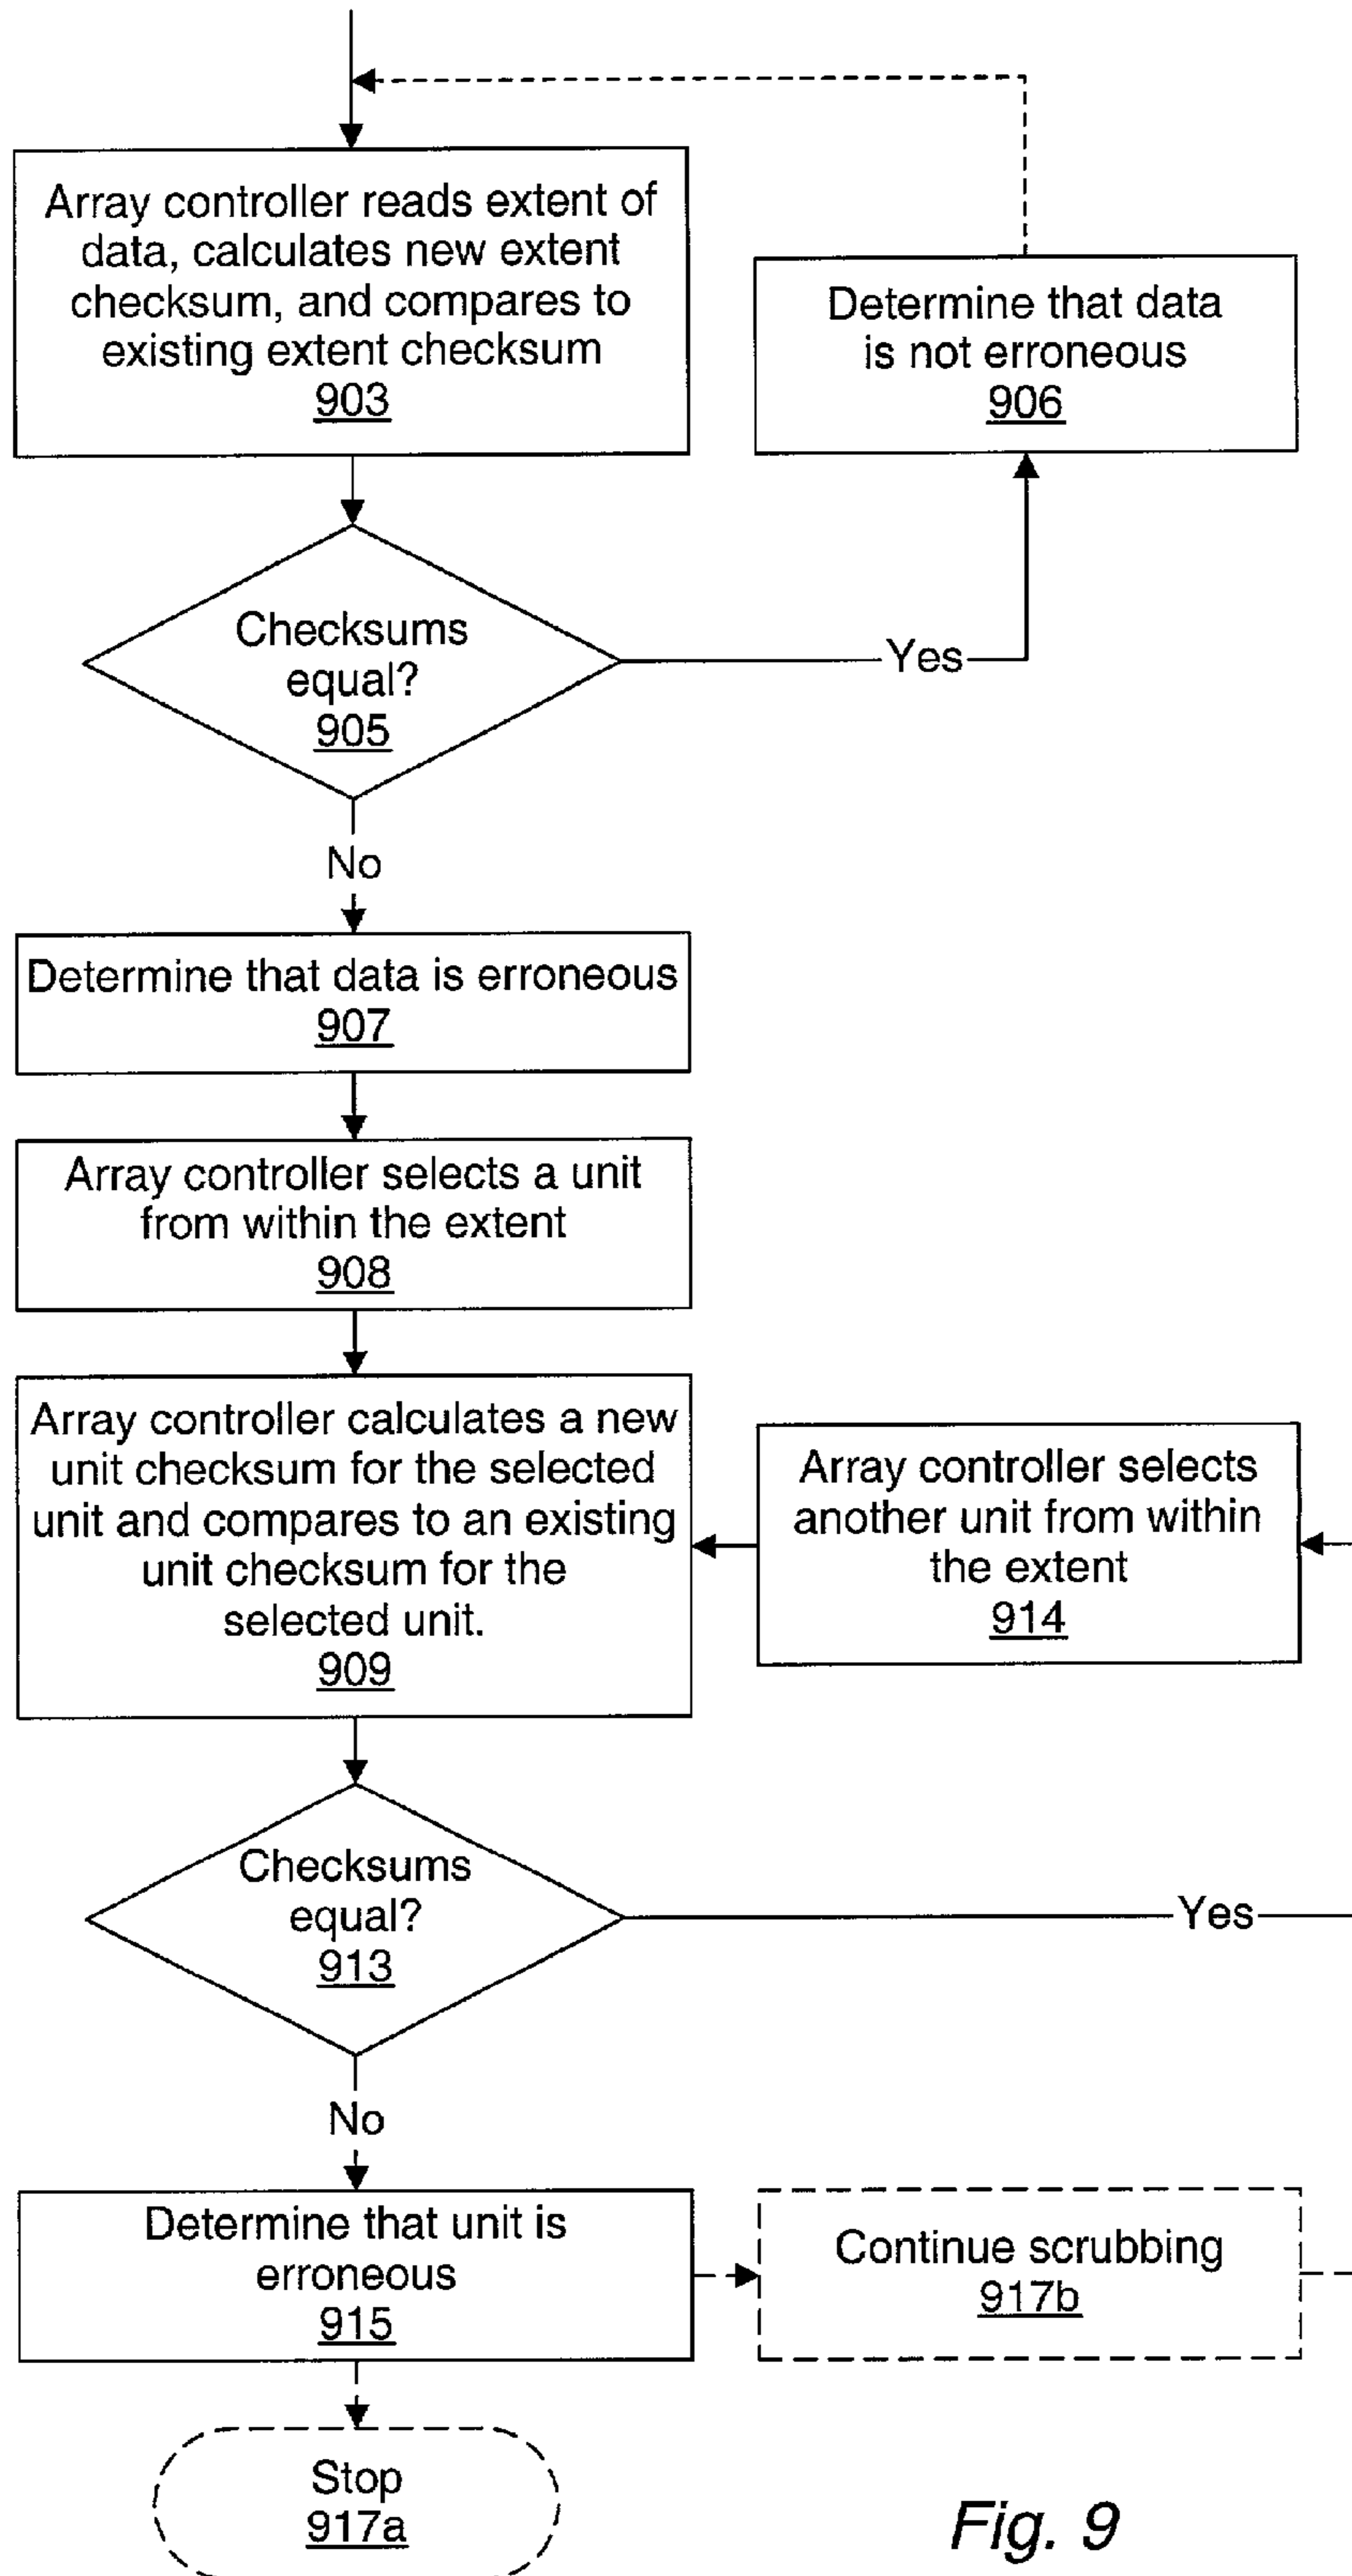 Array controller reads extent of
data, calculates new extent
checksum, and compares to
existing extent checksum
903
Determine that data
is not erroneous
906
Checksums
equal?
905
Yes
No
Determine that data is erroneous
907
Array controller selects a unit
from within the extent
908
Array controller calculates a new
unit checksum for the selected
unit and compares to an existing
unit checksum for the
selected unit.
909
Array controller selects
another unit from within
the extent
914
Checksums
equal?
913
Yes
No
Determine that unit is
erroneous
915
Continue scrubbing
917b
Stop
917a
Fig. 9